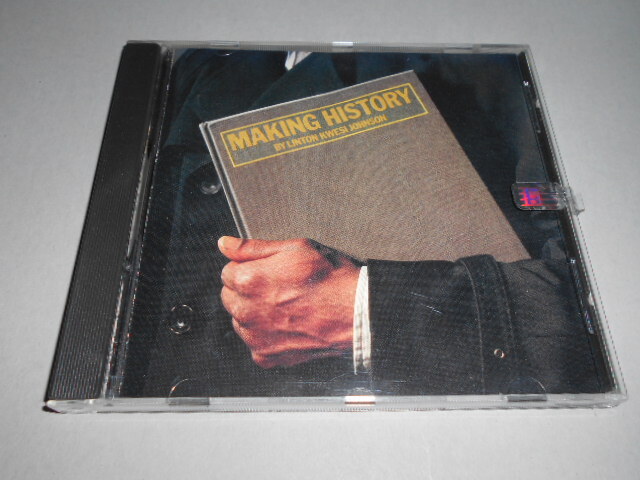 MAKING HISTORY
BY LINTON KWESI JOHNSON